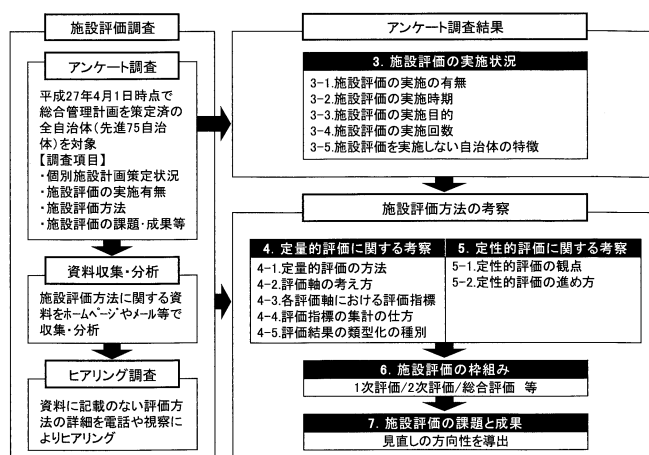 施設評価調査
アンケート調査
平成27年4月1日時点で
総合管理計画を策定済の
全自治体(先進75自治
体)を対象
【調査項目】
・個別施設計画策定状況
・施設評価の実施有無
・施設評価方法
・施設評価の課題・成果等
資料収集・分析
施設評価方法に関する資
料をホームページやメール等で
収集・分析
ヒアリング調査
資料に記載のない評価方
法の詳細を電話や視察に
よりヒアリング
アンケート調査結果
3. 施設評価の実施状況
3-1.施設評価の実施の有無
3-2.施設評価の実施時期
3-3.施設評価の実施目的
3-4.施設評価の実施回数
3-5.施設評価を実施しない自治体の特徴
施設評価方法の考察
4. 定量的評価に関する考察
4-1.定量的評価の方法
4-2.評価軸の考え方
4-3.各評価軸における評価指標
4-4.評価指標の集計の仕方
4-5.評価結果の類型化の種別
5. 定性的評価に関する考察
5-1.定性的評価の観点
5-2.定性的評価の進め方
6. 施設評価の枠組み
1次評価/2次評価/総合評価 等
7. 施設評価の課題と成果
見直しの方向性を導出